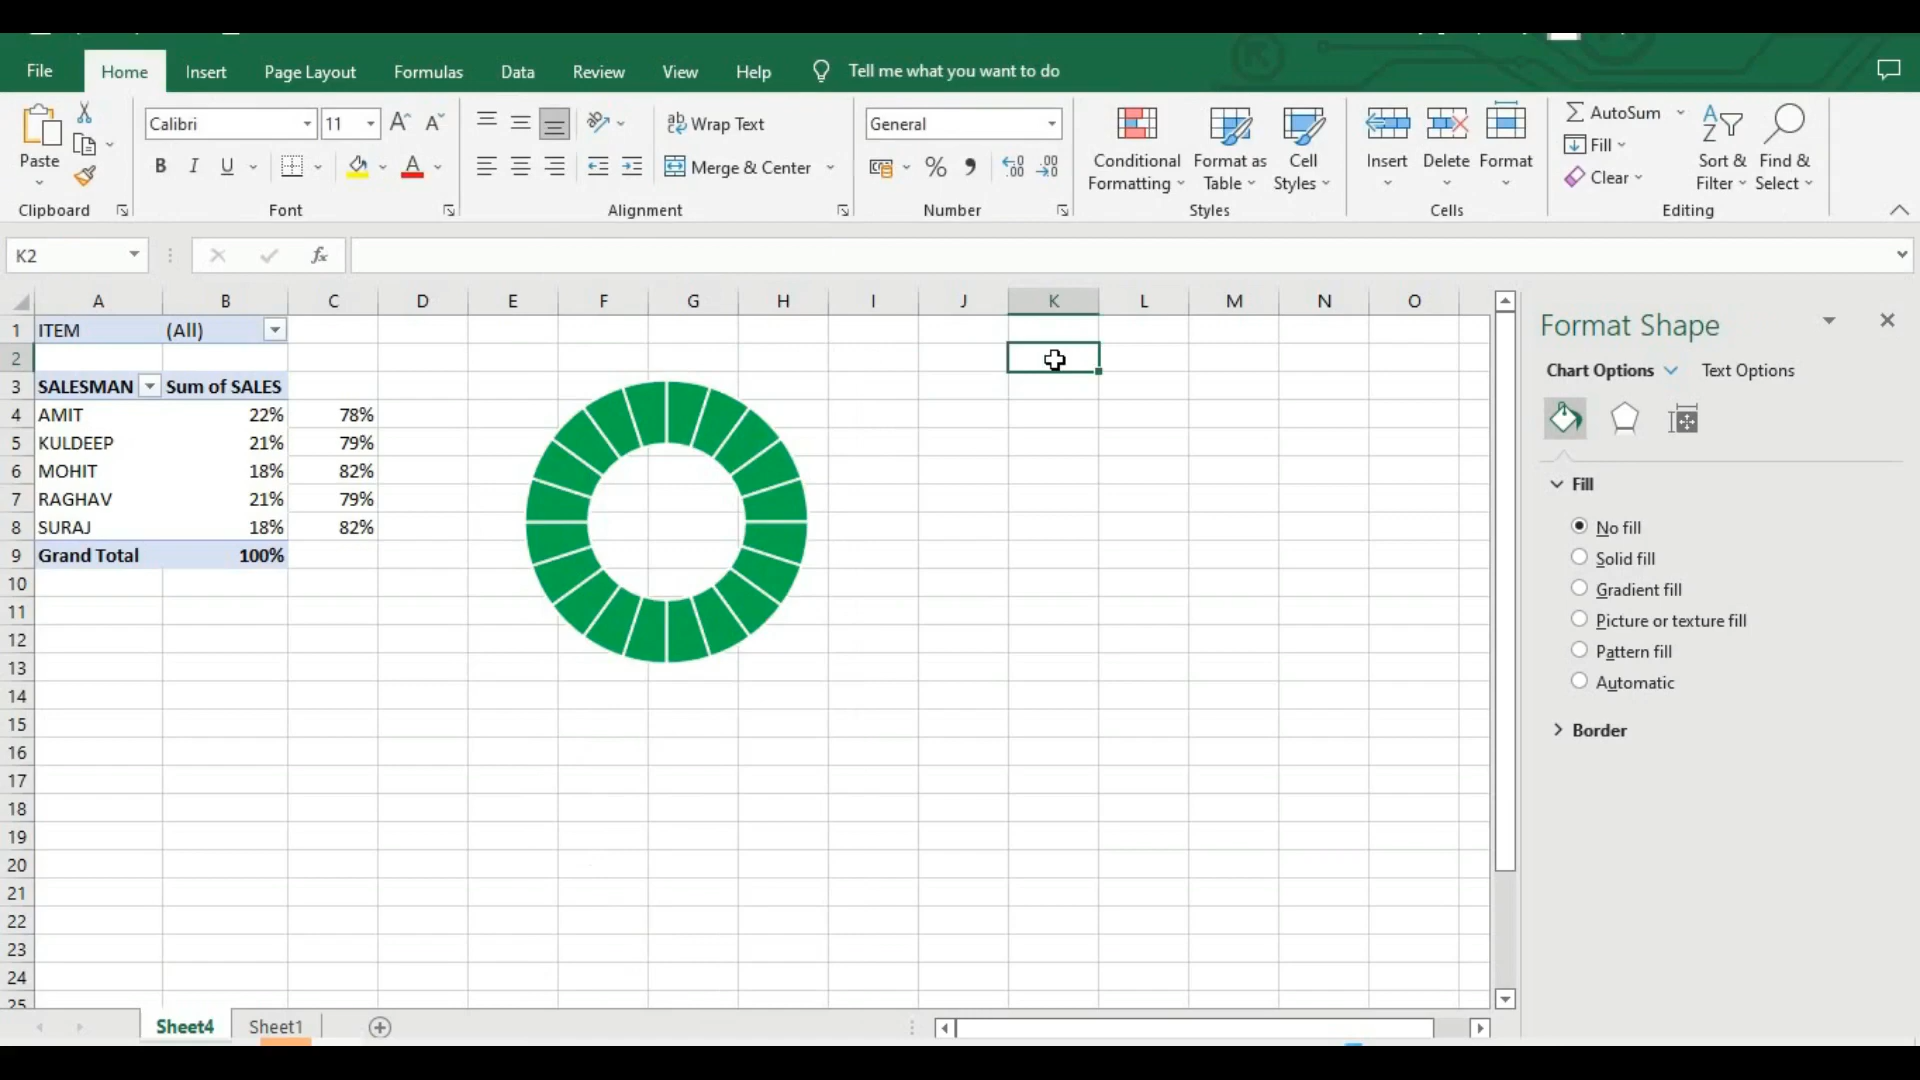 File Home Insert Page Layout Formulas Data Review View Help Tell me what you want to do
Paste
Clipboard
Calibri 11
B I U A
Font
Wrap Text
Merge & Center
Alignment
General
% 
Number
Conditional Formatting
Format as Table
Cell Styles
Styles
Insert
Delete
Format
Cells
AutoSum
Fill
Clear
Sort & Filter
Find & Select
Editing
K2 fx
A B C D E F G H I J K L M N O
1 ITEM (All)
2
3 SALESMAN Sum of SALES
4 AMIT 22% 78%
5 KULDEEP 21% 79%
6 MOHIT 18% 82%
7 RAGHAV 21% 79%
8 SURAJ 18% 82%
9 Grand Total 100%
10
11
12
13
14
15
16
17
18
19
20
21
22
23
24
25
Format Shape
Chart Options Text Options
Fill
No fill
Solid fill
Gradient fill
Picture or texture fill
Pattern fill
Automatic
Border
Sheet4 Sheet1